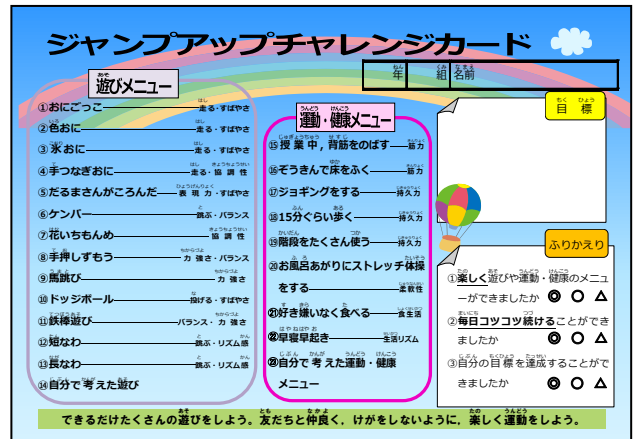 ジャンプアップチャレンジカード
年 組 名前
遊びメニュー
①おにごっこ 走る・すばやさ
②色おに 走る・すばやさ
③氷おに 走る・すばやさ
④手つなぎおに 走る・協調性
⑤だるまさんがころんだ 表現力・すばやさ
⑥ケンパー 跳ぶ・バランス
⑦花いちもんめ 協調性
⑧手押しずもう 力強さ・バランス
⑨馬跳び 力強さ
⑩ドッジボール 投げる・すばやさ
⑪鉄棒遊び バランス・力強さ
⑫短なわ 跳ぶ・リズム感
⑬長なわ 跳ぶ・リズム感
⑭自分で考えた遊び
運動・健康メニュー
⑮授業中，背筋をのばす 筋力
⑯ぞうきんで床をふく 筋力
⑰ジョギングをする 持久力
⑱15分ぐらい歩く 持久力
⑲階段をたくさん使う 持久力
⑳お風呂あがりにストレッチ体操
をする 柔軟性
㉑好き嫌いなく食べる 食生活
㉒早寝早起き 生活リズム
㉓自分で考えた運動・健康
メニュー
目標
ふりかえり
①楽しく遊びや運動・健康のメニュ
ーができましたか ◎ ○ △
②毎日コツコツ続けることができ
ましたか ◎ ○ △
③自分の目標を達成することがで
きましたか ◎ ○ △
できるだけたくさんの遊びをしよう。友だちと仲良く，けがをしないように，楽しく運動をしよう。